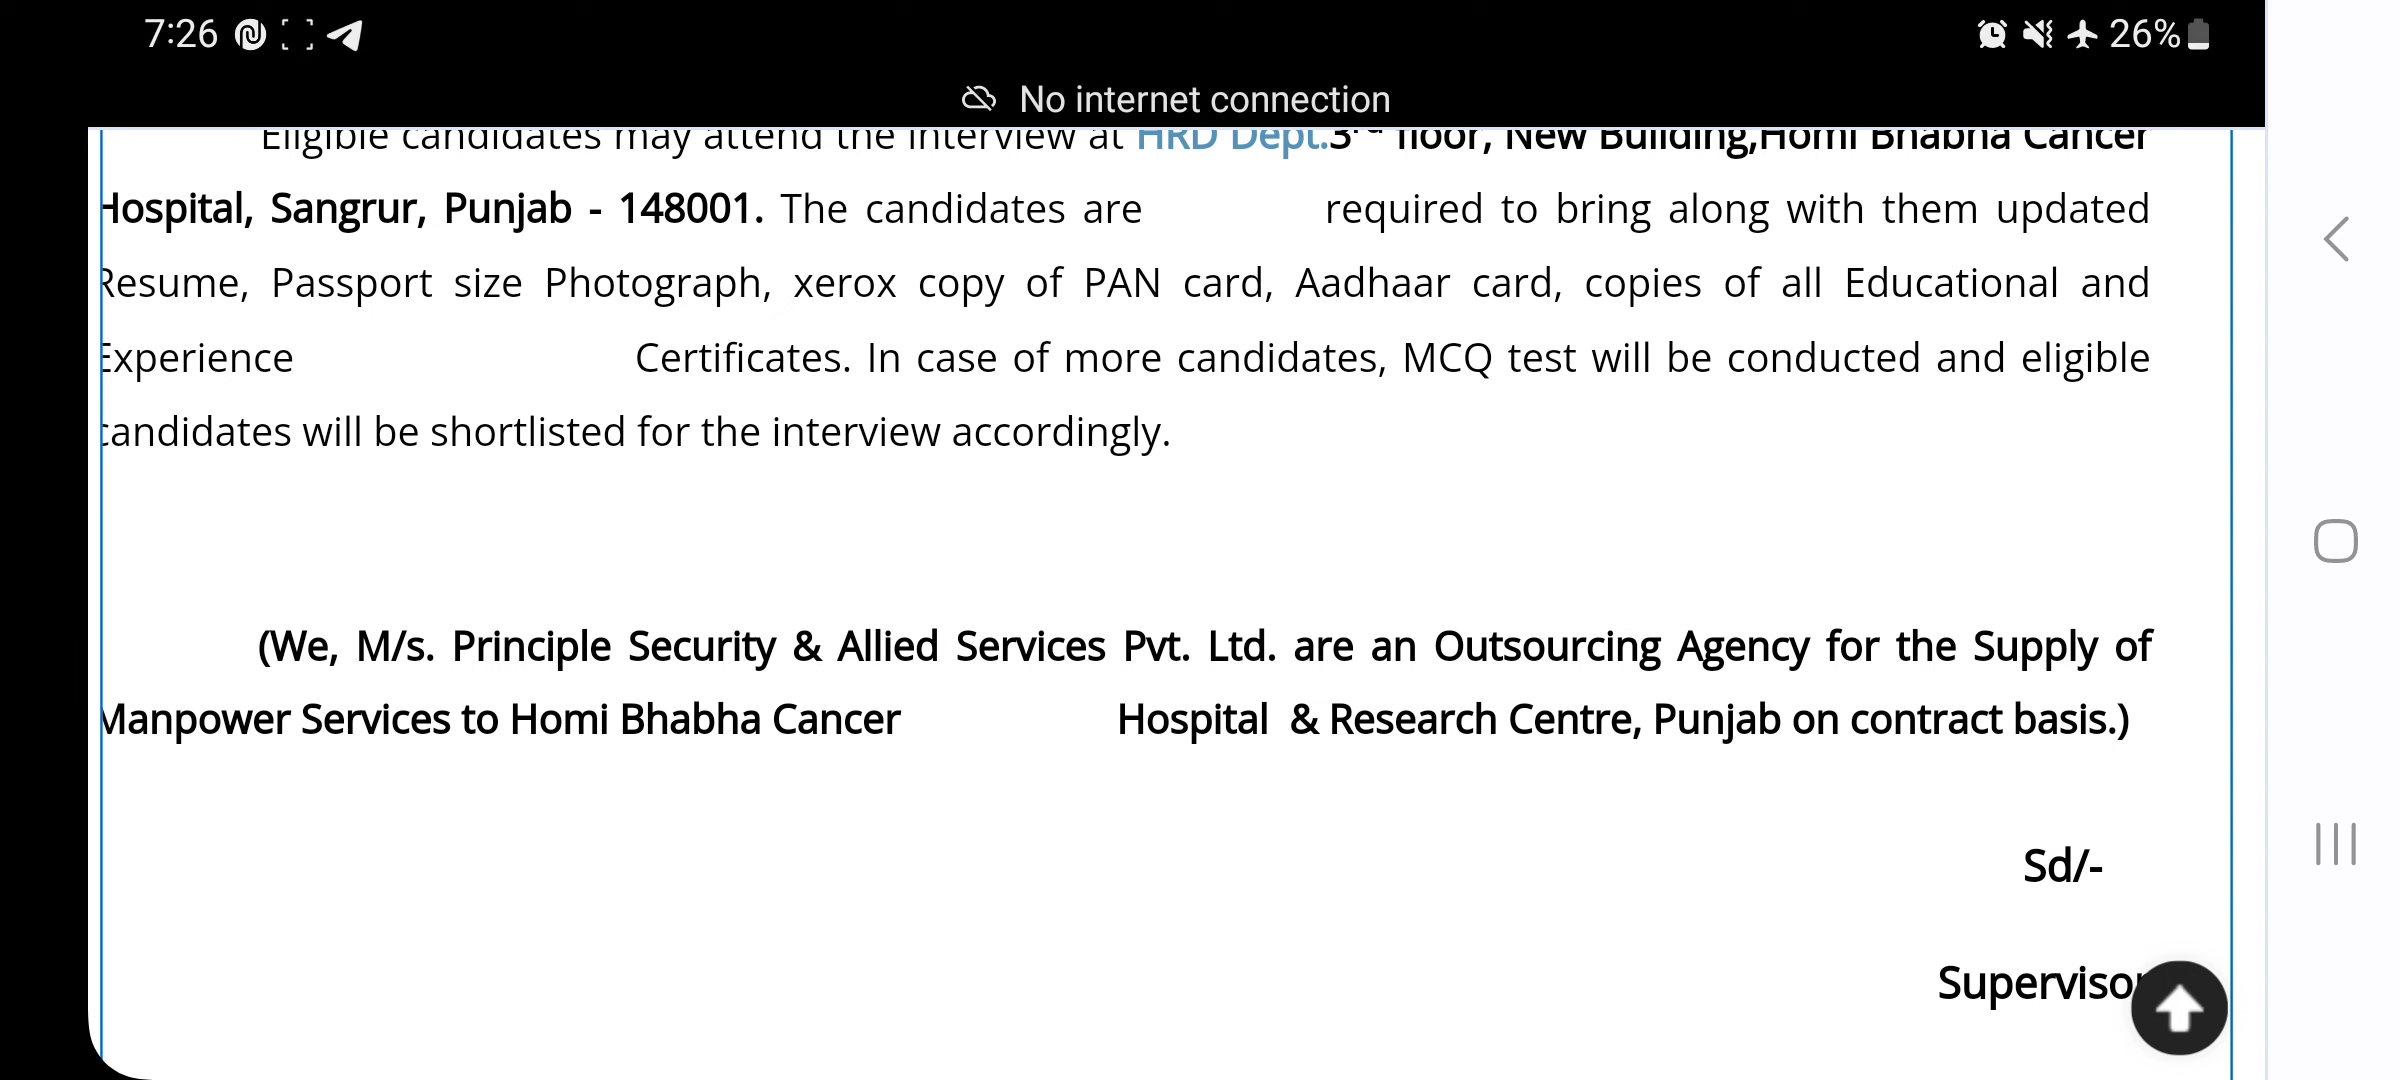 7:26 26%
No internet connection
Eligible candidates may attend the interview at HRD Dept.3rd floor, New Building,Homi Bhabha Cancer
Hospital, Sangrur, Punjab - 148001. The candidates are required to bring along with them updated
Resume, Passport size Photograph, xerox copy of PAN card, Aadhaar card, copies of all Educational and
Experience Certificates. In case of more candidates, MCQ test will be conducted and eligible
candidates will be shortlisted for the interview accordingly.
(We, M/s. Principle Security & Allied Services Pvt. Ltd. are an Outsourcing Agency for the Supply of
Manpower Services to Homi Bhabha Cancer Hospital & Research Centre, Punjab on contract basis.)
Sd/-
Supervisor